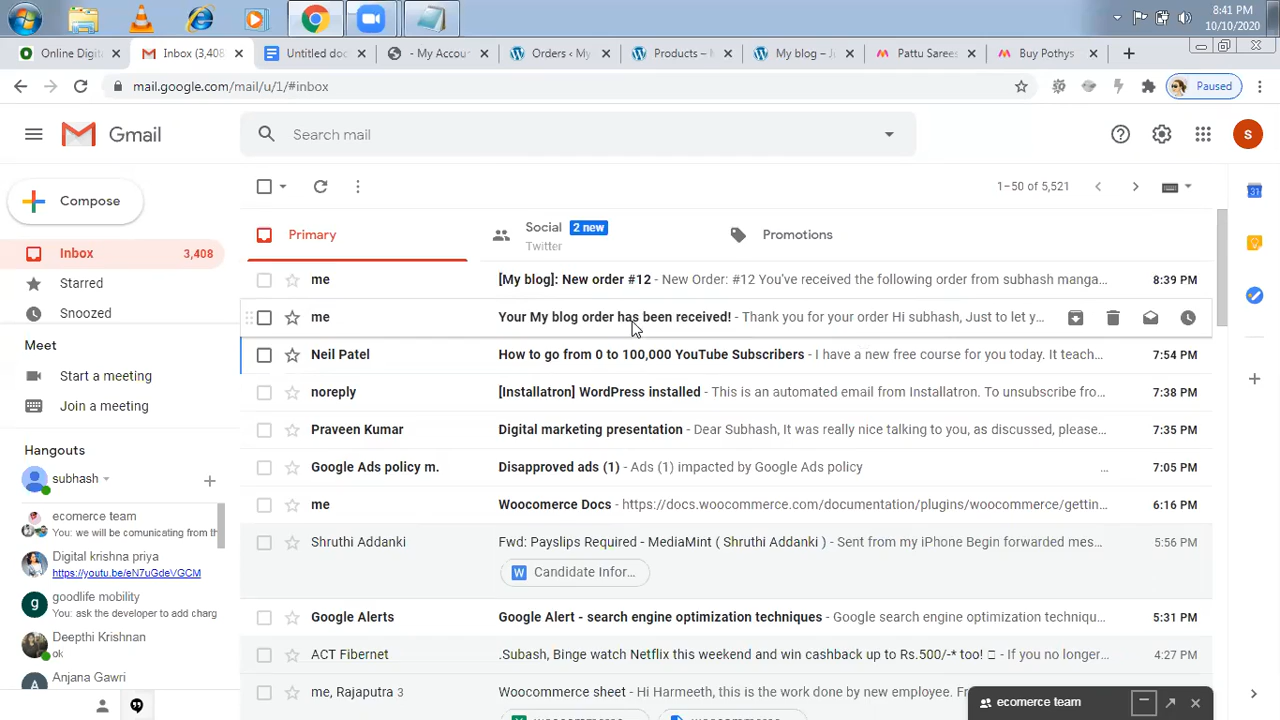 8:41 PM
10/10/2020
Online Digit
Inbox (3,408
Untitled doc
- My Accou
Orders ‹ My
Products –
My blog – J
Pattu Sarees
Buy Pothys
mail.google.com/mail/u/1/#inbox
Paused
Gmail
Search mail
S
Compose
1–50 of 5,521
31
Inbox 3,408
Starred
Snoozed
Meet
Start a meeting
Join a meeting
Hangouts
subhash
ecomerce team
You: we will be comunicating from th
Digital krishna priya
https://youtu.be/eN7uGdeVGCM
g
goodlife mobility
You: ask the developer to add charg
Deepthi Krishnan
ok
A
Anjana Gawri
Primary
Social 2 new
Twitter
Promotions
me [My blog]: New order #12 - New Order: #12 You've received the following order from subhash manga... 8:39 PM
me Your My blog order has been received! - Thank you for your order Hi subhash, Just to let y...
Neil Patel How to go from 0 to 100,000 YouTube Subscribers - I have a new free course for you today. It teach... 7:54 PM
noreply [Installatron] WordPress installed - This is an automated email from Installatron. To unsubscribe fro... 7:38 PM
Praveen Kumar Digital marketing presentation - Dear Subhash, It was really nice talking to you, as discussed, please... 7:35 PM
Google Ads policy m. Disapproved ads (1) - Ads (1) impacted by Google Ads policy ... 7:05 PM
me Woocomerce Docs - https://docs.woocommerce.com/documentation/plugins/woocommerce/gettin... 6:16 PM
Shruthi Addanki Fwd: Payslips Required - MediaMint ( Shruthi Addanki ) - Sent from my iPhone Begin forwarded mes... 5:56 PM
W Candidate Infor...
Google Alerts Google Alert - search engine optimization techniques - Google search engine optimization techniqu... 5:31 PM
ACT Fibernet .Subash, Binge watch Netflix this weekend and win cashback up to Rs.500/-* too! - If you no longer... 4:27 PM
me, Rajaputra 3 Woocommerce sheet - Hi Harmeeth, this is the work done by new employee.
ecomerce team